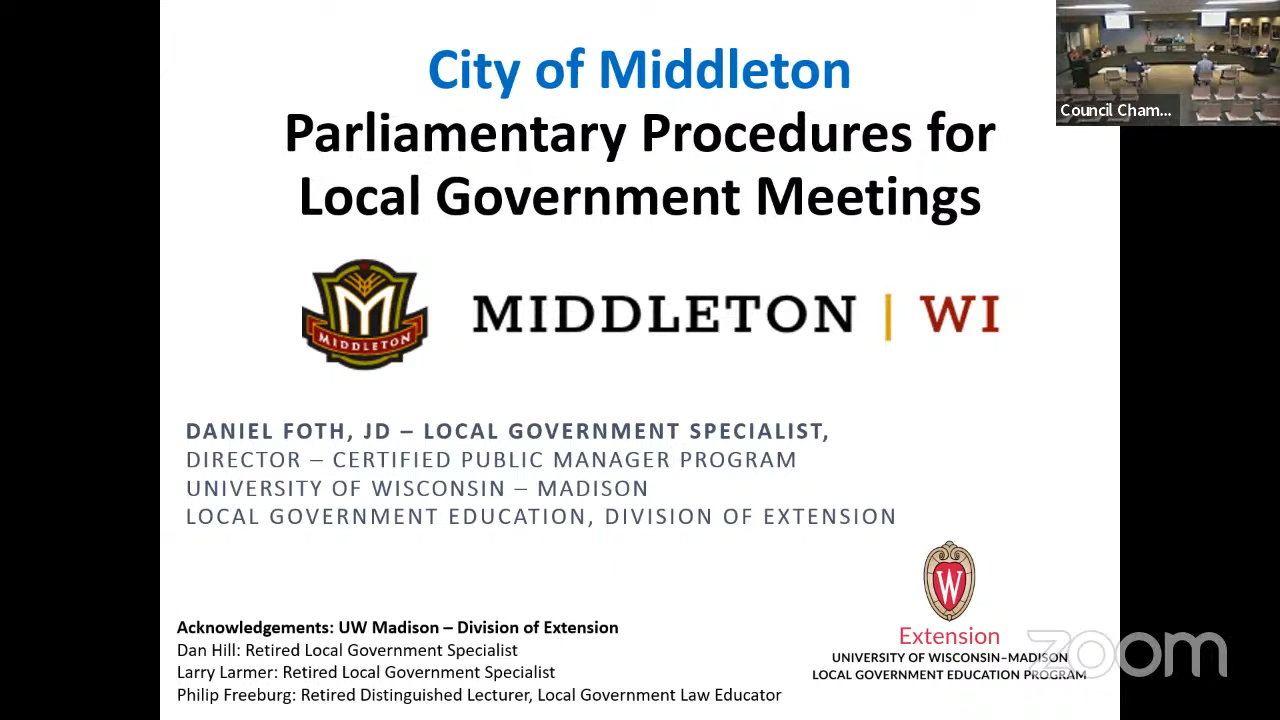 City of Middleton
Parliamentary Procedures for
Local Government Meetings
Council Cham...
M
MIDDLETON
MIDDLETON | WI
DANIEL FOTH, JD – LOCAL GOVERNMENT SPECIALIST,
DIRECTOR – CERTIFIED PUBLIC MANAGER PROGRAM
UNIVERSITY OF WISCONSIN – MADISON
LOCAL GOVERNMENT EDUCATION, DIVISION OF EXTENSION
Acknowledgements: UW Madison – Division of Extension
Dan Hill: Retired Local Government Specialist
Larry Larmer: Retired Local Government Specialist
Philip Freeburg: Retired Distinguished Lecturer, Local Government Law Educator
W
Extension
UNIVERSITY OF WISCONSIN–MADISON
LOCAL GOVERNMENT EDUCATION PROGRAM
zoom